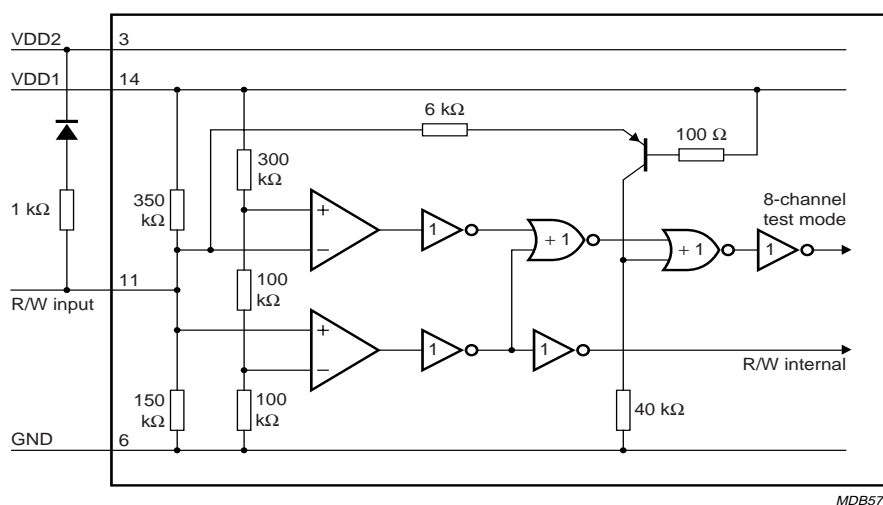 VDD2
3
VDD1
14
6 kΩ
100 Ω
300
kΩ
350
kΩ
1 kΩ
8-channel
test mode
+
−
1
+ 1
+ 1
1
11
R/W input
100
kΩ
+
−
1
1
R/W internal
150
kΩ
100
kΩ
40 kΩ
GND
6
MDB57